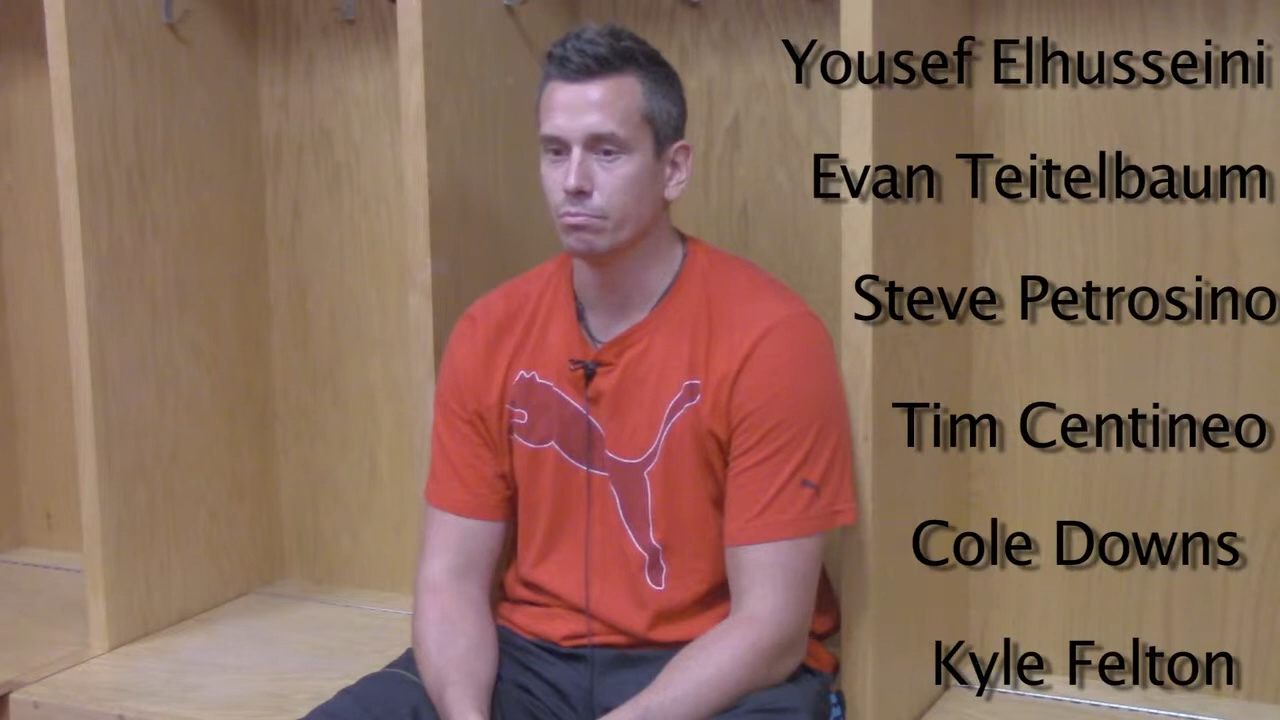 Yousef Elhusseini
Evan Teitelbaum
Steve Petrosino
Tim Centineo
Cole Downs
Kyle Felton